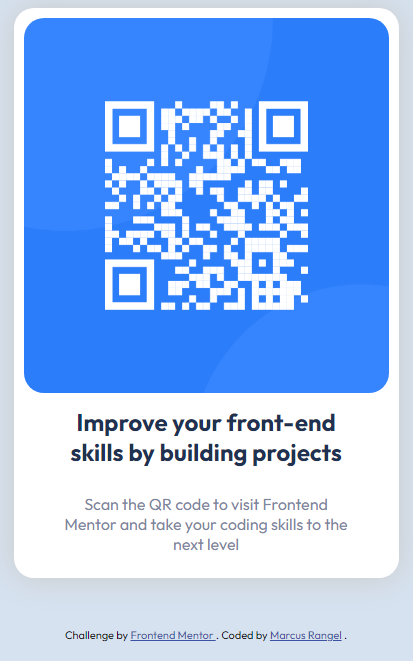 Improve your front-end
skills by building projects
Scan the QR code to visit Frontend
Mentor and take your coding skills to the
next level
Challenge by Frontend Mentor . Coded by Marcus Rangel .